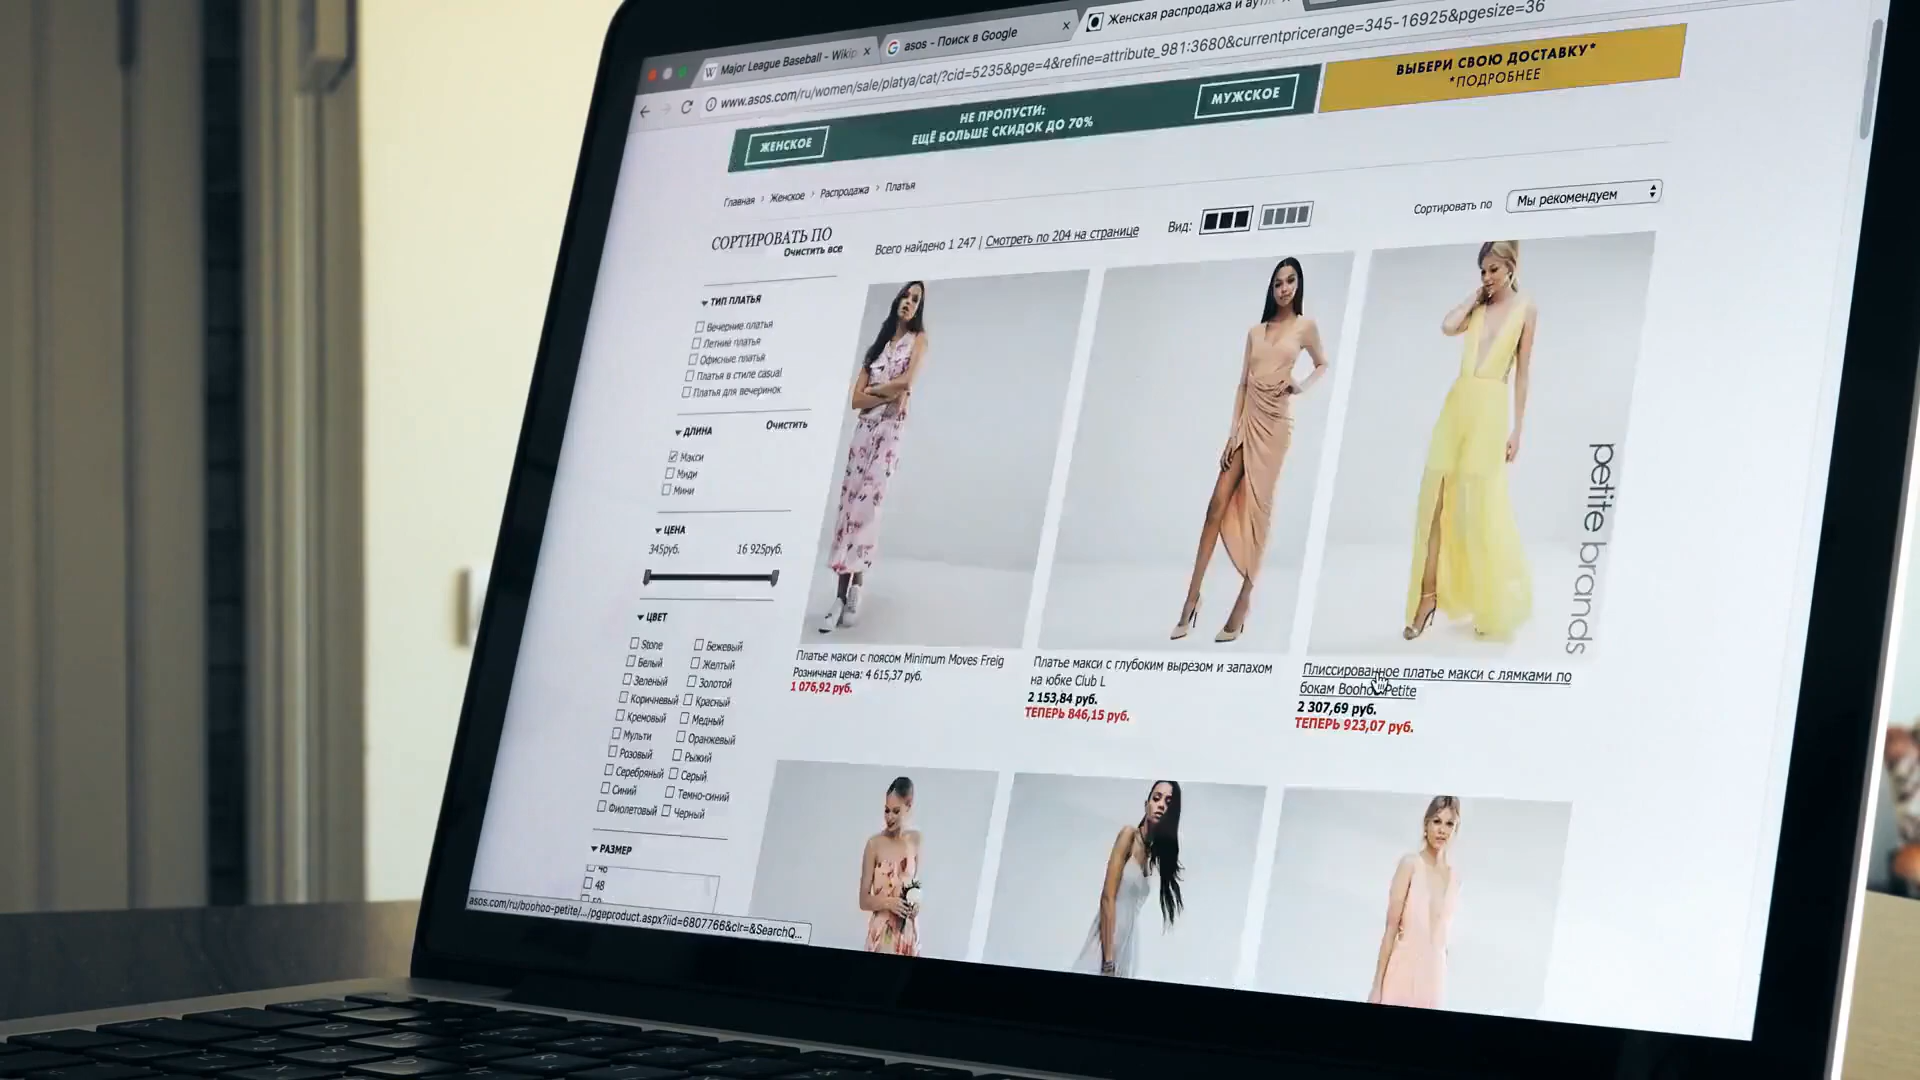 Major League Baseball - Wikip
asos - Поиск в Google
Женская распродажа и аутл
www.asos.com/ru/women/sale/platya/cat/?cid=5235&pge=4&refine=attribute_981:3680&currentpricerange=345-16925&pgesize=36
ЖЕНСКОЕ
НЕ ПРОПУСТИ:
ЕЩЁ БОЛЬШЕ СКИДОК ДО 70%
МУЖСКОЕ
ВЫБЕРИ СВОЮ ДОСТАВКУ*
*ПОДРОБНЕЕ
Главная › Женское › Распродажа › Платья
СОРТИРОВАТЬ ПО
Очистить все
Всего найдено 1 247 | Смотреть по 204 на странице
Вид:
Сортировать по
Мы рекомендуем
ТИП ПЛАТЬЯ
Вечерние платья
Летние платья
Офисные платья
Платья в стиле casual
Платья для вечеринок
ДЛИНА
Очистить
Макси
Миди
Мини
ЦЕНА
345руб. 16 925руб.
ЦВЕТ
Stone Бежевый
Белый Желтый
Зеленый Золотой
Коричневый Красный
Кремовый Медный
Мульти Оранжевый
Розовый Рыжий
Серебряный Серый
Синий Темно-синий
Фиолетовый Черный
РАЗМЕР
46
48
50
petite brands
Платье макси с поясом Minimum Moves Freig
Розничная цена: 4 615,37 руб.
1 076,92 руб.
Платье макси с глубоким вырезом и запахом
на юбке Club L
2 153,84 руб.
ТЕПЕРЬ 846,15 руб.
Плиссированное платье макси с лямками по
бокам Boohoo Petite
2 307,69 руб.
ТЕПЕРЬ 923,07 руб.
asos.com/ru/boohoo-petite/.../pgeproduct.aspx?iid=6807766&clr=&SearchQ...